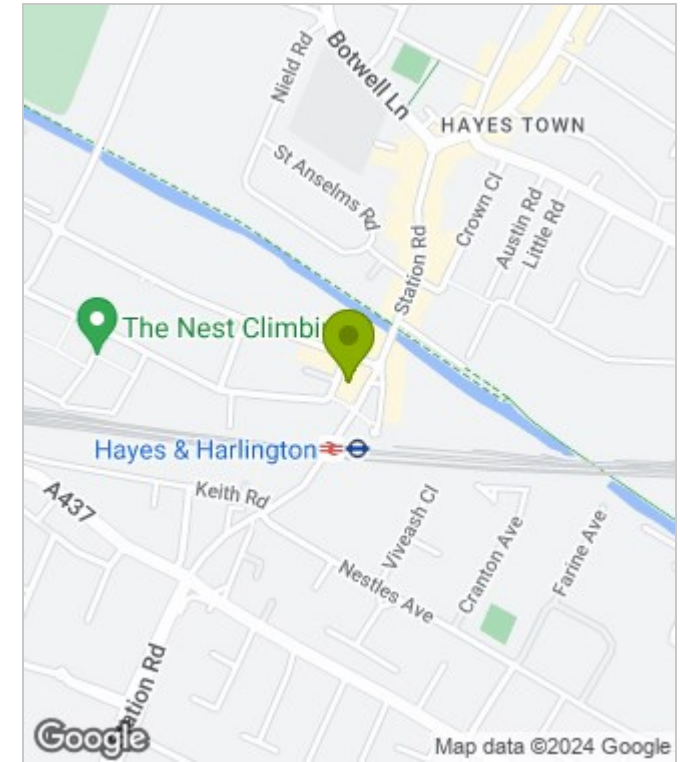 Nield Rd
Botwell Ln
HAYES TOWN
St Anselms Rd
Crown Cl
Austin Rd
Little Rd
Station Rd
The Nest Climbi
Hayes & Harlington
Keith Rd
A437
Viveash Cl
Cranton Ave
Farine Ave
Nestles Ave
ation Rd
Google
Map data ©2024 Google